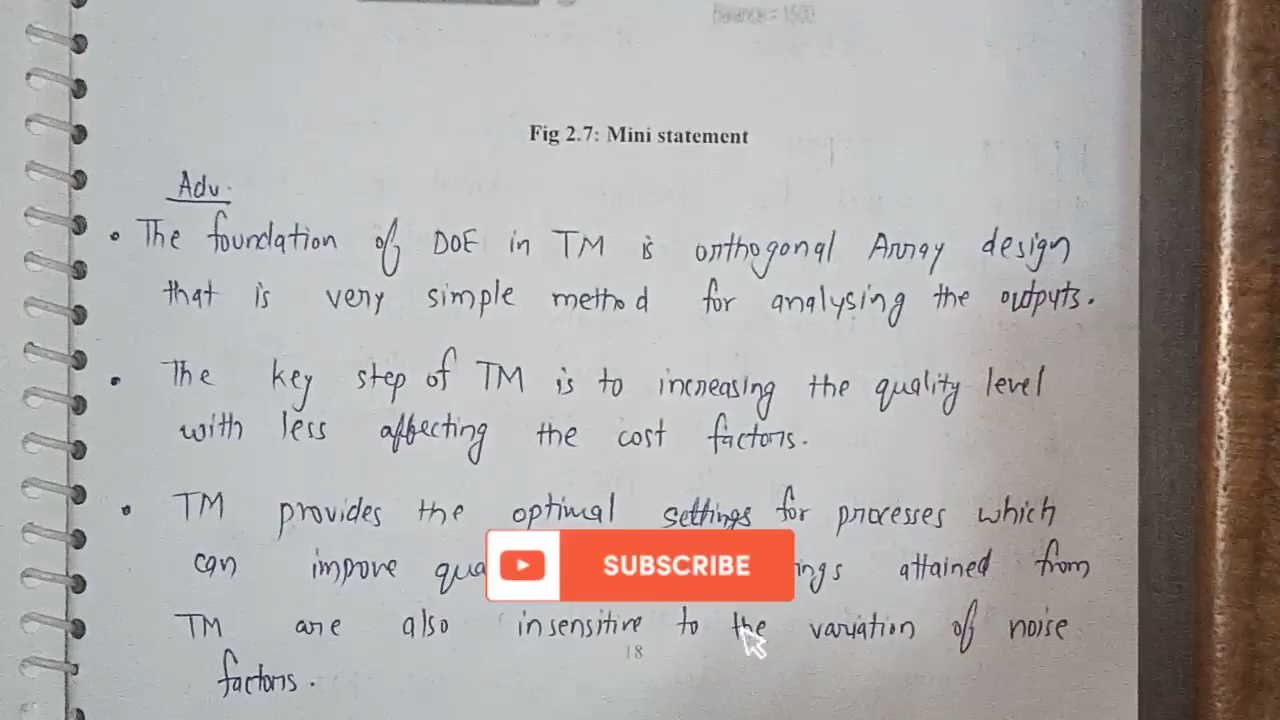 Balance = 1500
Fig 2.7: Mini statement
Adv.
• The foundation of DOE in TM is orthogonal Array design
that is very simple method for analysing the outputs.
• The key step of TM is to increasing the quality level
with less affecting the cost factors.
• TM provides the optimal settings for processes which
can improve attained from
SUBSCRIBE
TM are also insensitive to the variation of noise
18
factors.